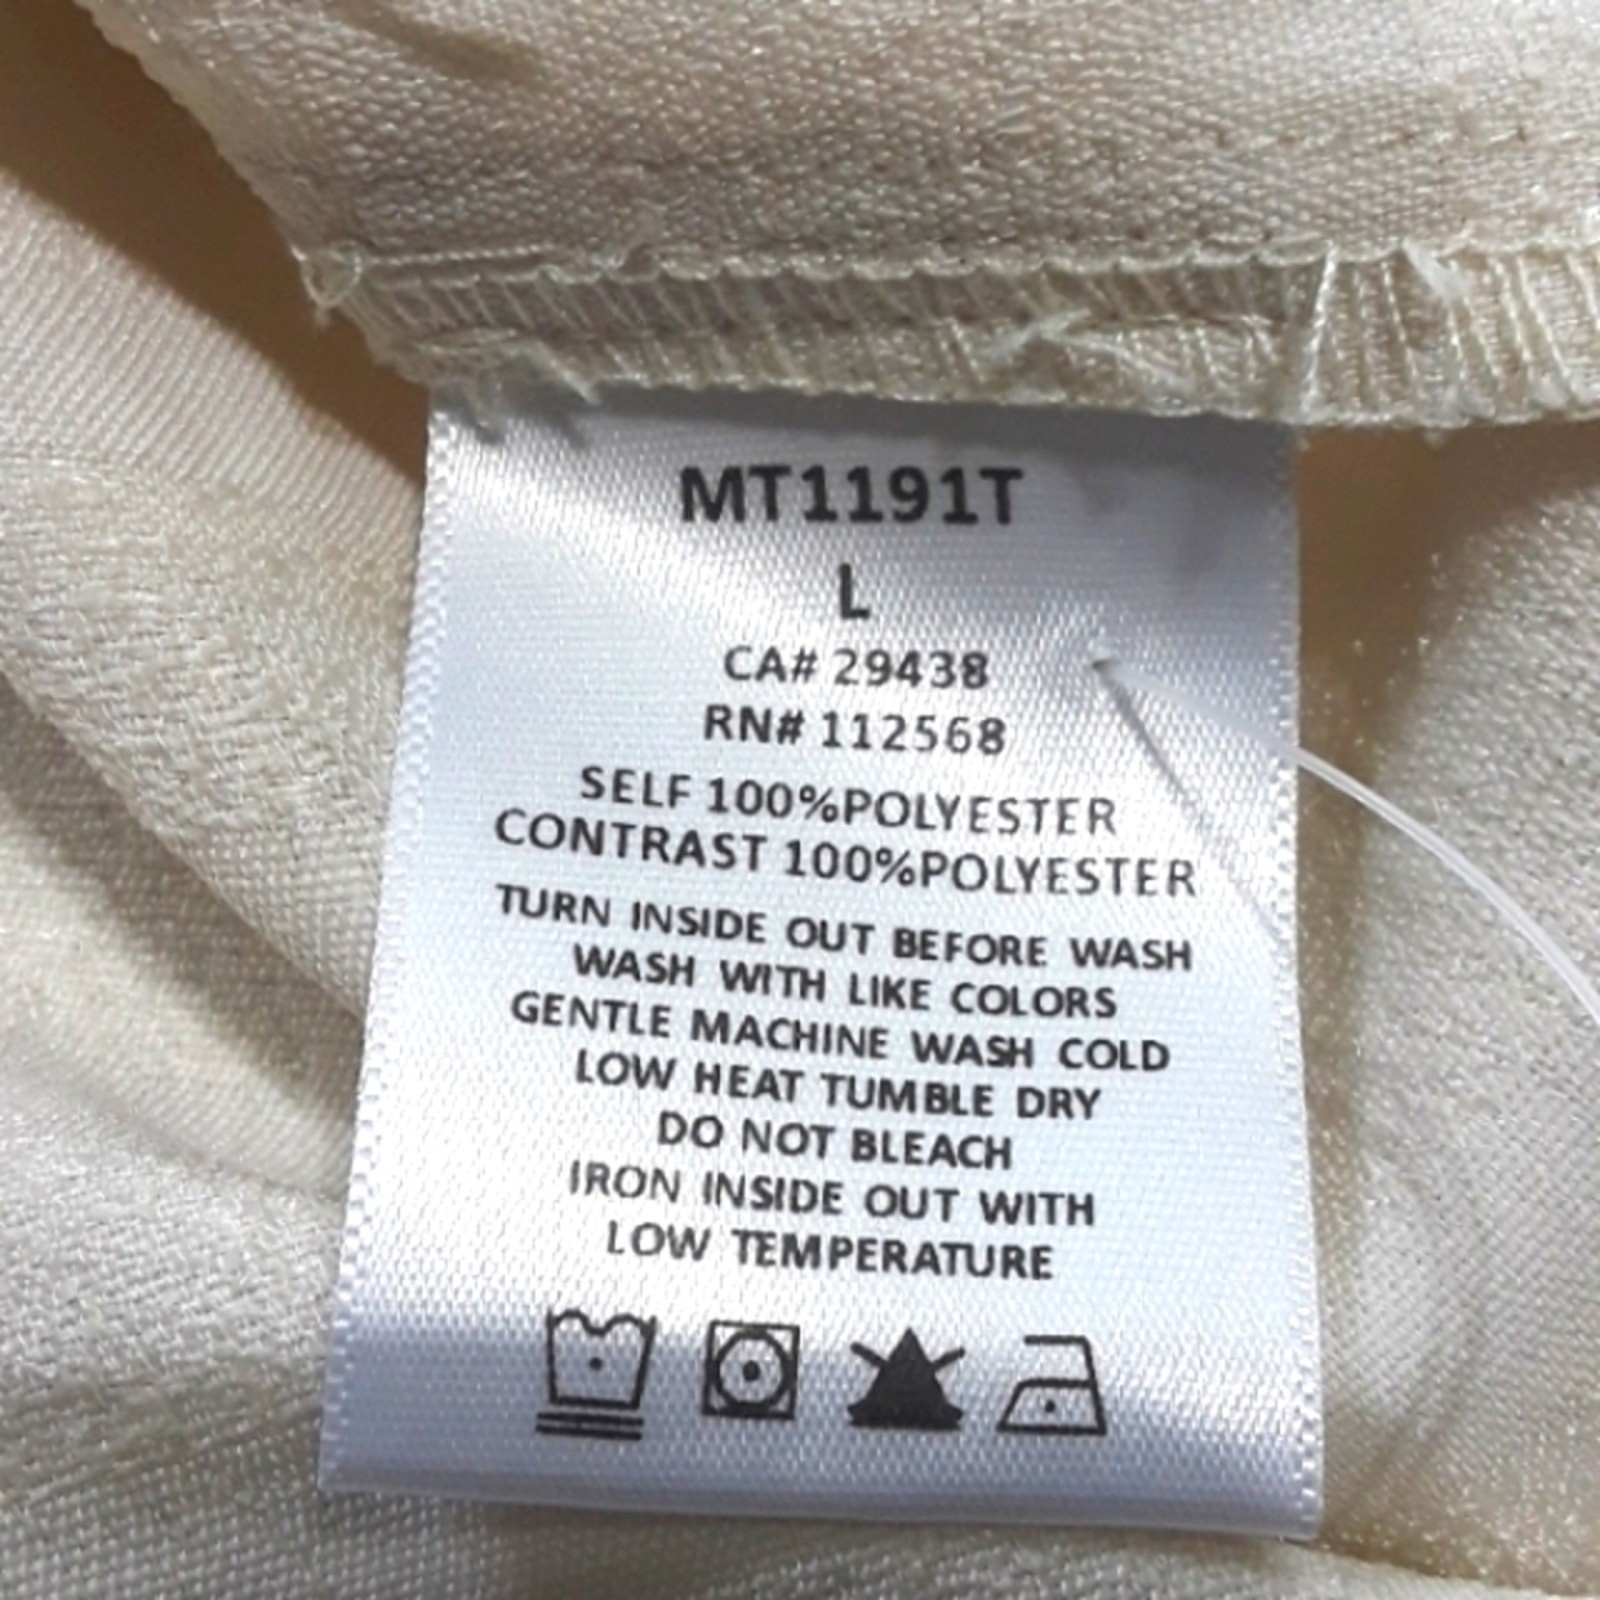 MT1191T
L
CA# 29438
RN# 112568
SELF 100%POLYESTER
CONTRAST 100%POLYESTER
TURN INSIDE OUT BEFORE WASH
WASH WITH LIKE COLORS
GENTLE MACHINE WASH COLD
LOW HEAT TUMBLE DRY
DO NOT BLEACH
IRON INSIDE OUT WITH
LOW TEMPERATURE